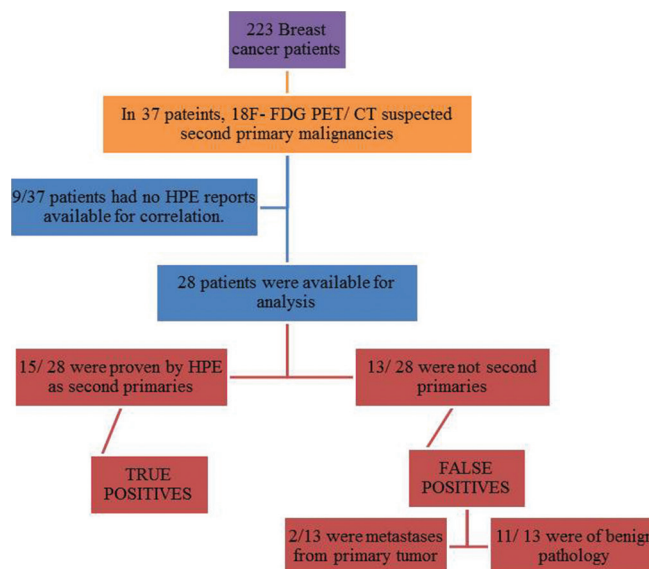 223 Breast
cancer patients
In 37 pateints, 18F- FDG PET/ CT suspected
second primary malignancies
9/37 patients had no HPE reports
available for correlation.
28 patients were available for
analysis
15/ 28 were proven by HPE
as second primaries
13/ 28 were not second
primaries
TRUE
POSITIVES
FALSE
POSITIVES
2/13 were metastases
from primary tumor
11/ 13 were of benign
pathology